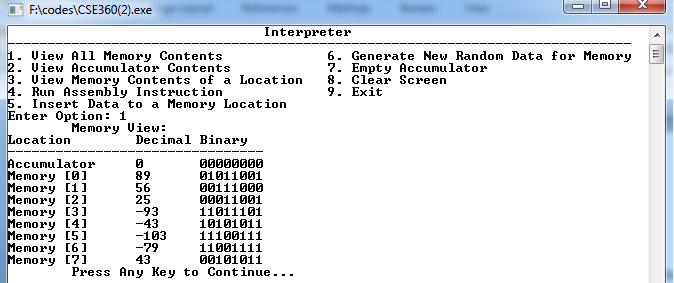 F:\codes\CSE360(2).exe
Interpreter
1. View All Memory Contents 6. Generate New Random Data for Memory
2. View Accumulator Contents 7. Empty Accumulator
3. View Memory Contents of a Location 8. Clear Screen
4. Run Assembly Instruction 9. Exit
5. Insert Data to a Memory Location
Enter Option: 1
Memory View:
Location Decimal Binary
Accumulator 0 00000000
Memory [0] 89 01011001
Memory [1] 56 00111000
Memory [2] 25 00011001
Memory [3] -93 11011101
Memory [4] -43 10101011
Memory [5] -103 11100111
Memory [6] -79 11001111
Memory [7] 43 00101011
Press Any Key to Continue...